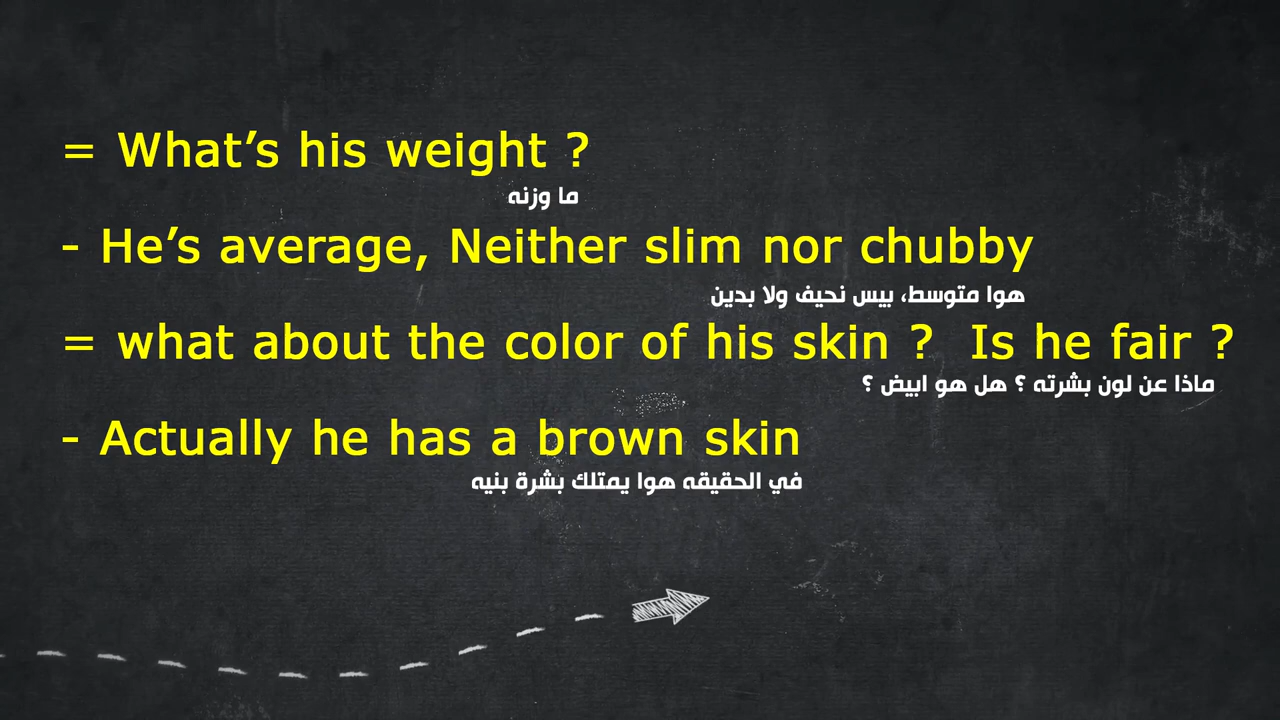 = What’s his weight ?
ما وزنه
- He’s average, Neither slim nor chubby
هوا متوسط، بيس نحيف ولا بدين
= what about the color of his skin ?  Is he fair ?
ماذا عن لون بشرته ؟ هل هو ابيض ؟
- Actually he has a brown skin
في الحقيقه هوا يمتلك بشرة بنيه